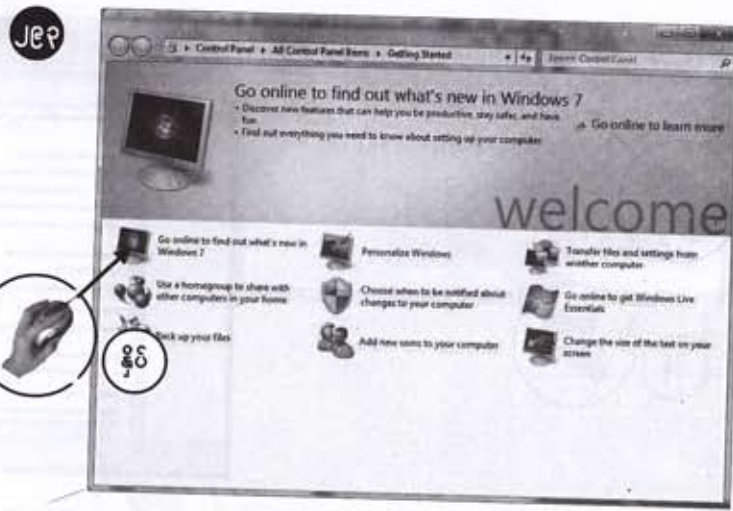 Control Panel ▸ All Control Panel Items ▸ Getting Started
Search Control Panel
Go online to find out what's new in Windows 7
• Discover new features that can help you be productive, stay safer, and have
fun
• Find out everything you need to know about setting up your computer
Go online to learn more
welcome
Go online to find out what's new in
Windows 7
Personalize Windows
Transfer files and settings from
another computer
Use a homegroup to share with
other computers in your home
Choose when to be notified about
changes to your computer
Go online to get Windows Live
Essentials
Back up your files
Add new users to your computer
Change the size of the text on your
screen